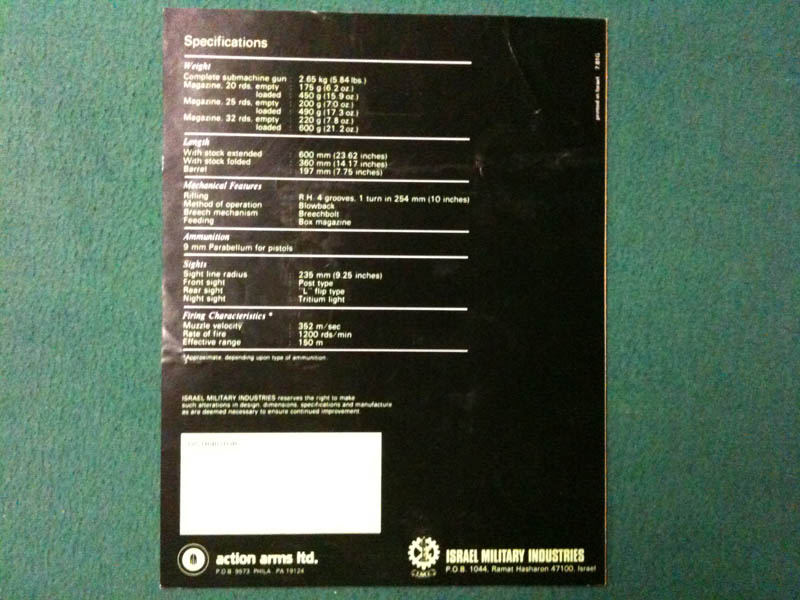 Specifications
Weight
Complete submachine gun : 2.65 kg (5.84 lbs.)
Magazine, 20 rds. empty : 175 g (6.2 oz.)
loaded : 450 g (15.9 oz.)
Magazine, 25 rds. empty : 200 g (7.0 oz.)
loaded : 490 g (17.3 oz.)
Magazine, 32 rds. empty : 220 g (7.8 oz.)
loaded : 600 g (21.2 oz.)
Length
With stock extended : 600 mm (23.62 inches)
With stock folded : 360 mm (14.17 inches)
Barrel : 197 mm (7.75 inches)
Mechanical Features
Rifling : R.H. 4 grooves, 1 turn in 254 mm (10 inches)
Method of operation : Blowback
Breech mechanism : Breechbolt
Feeding : Box magazine
Ammunition
9 mm Parabellum for pistols
Sights
Sight line radius : 235 mm (9.25 inches)
Front sight : Post type
Rear sight : "L" flip type
Night sight : Tritium light
Firing Characteristics *
Muzzle velocity : 352 m/sec
Rate of fire : 1200 rds/min
Effective range : 150 m
*Approximate, depending upon type of ammunition.
ISRAEL MILITARY INDUSTRIES reserves the right to make
such alterations in design, dimensions, specifications and manufacture
as are deemed necessary to ensure continued improvement.
action arms ltd.
P.O.B. 9573 PHILA. PA 19124
ISRAEL MILITARY INDUSTRIES
P.O.B. 1044, Ramat Hasharon 47100, Israel
printed in Israel